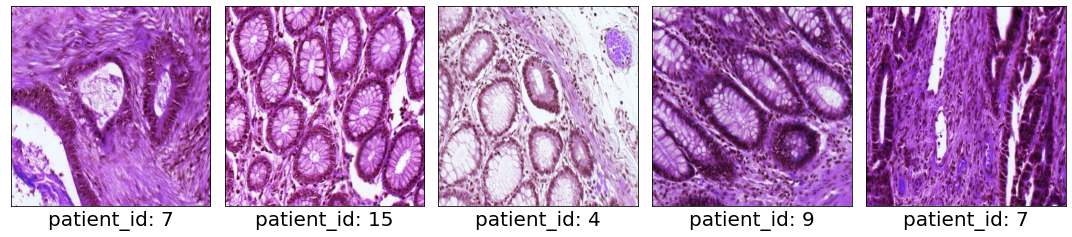 patient_id: 7
patient_id: 15
patient_id: 4
patient_id: 9
patient_id: 7